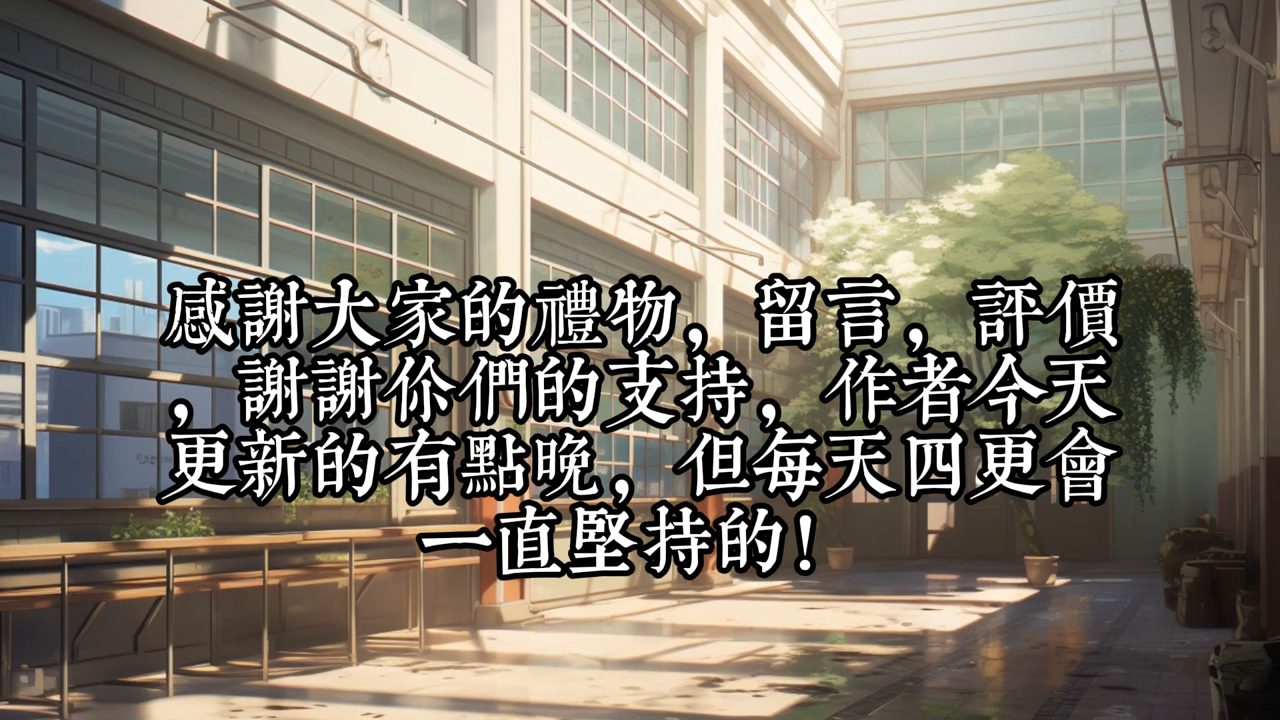 感謝大家的禮物，留言，評價
，謝謝你們的支持，作者今天
更新的有點晚，但每天四更會
一直堅持的！